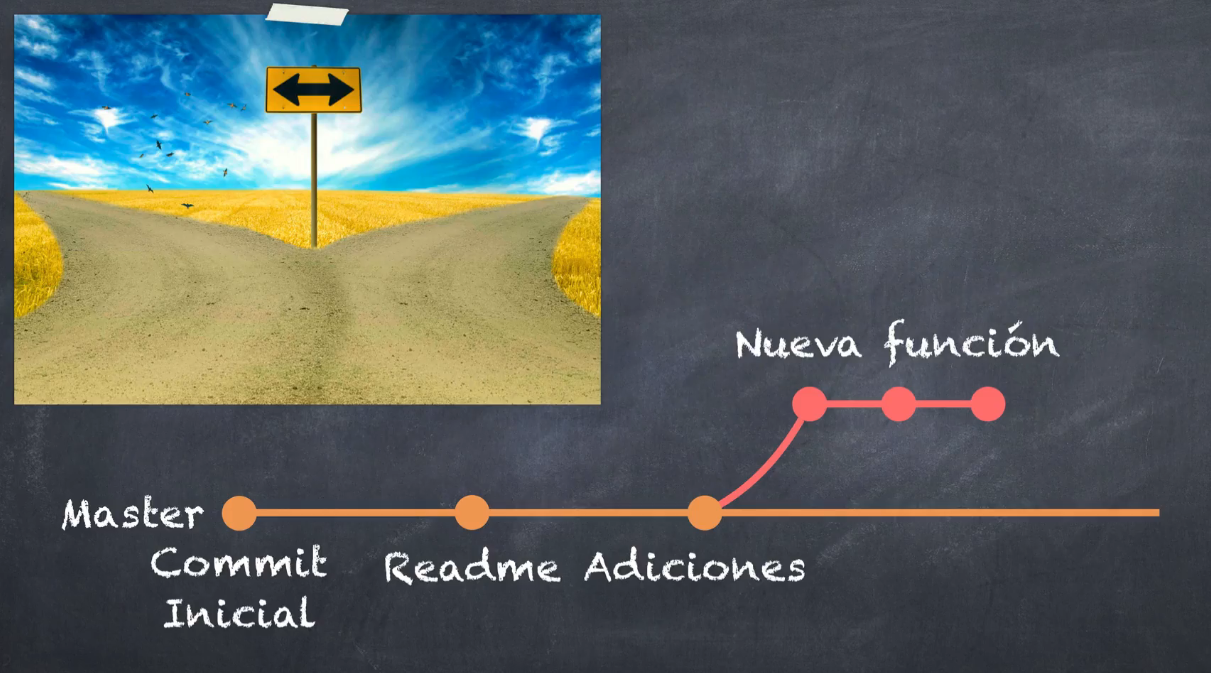 Nueva función
Master
Commit
Inicial
Readme
Adiciones